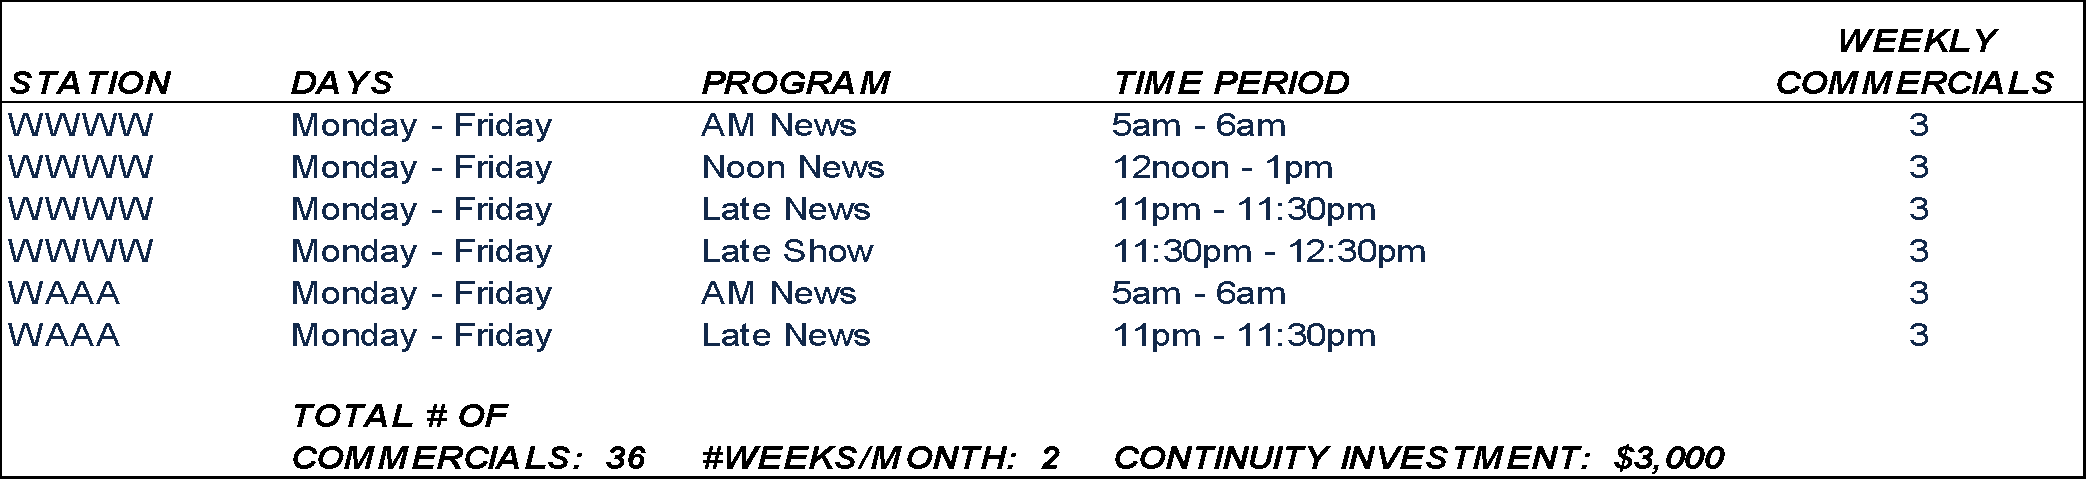 WEEKLY
STATION DAYS PROGRAM TIME PERIOD COMMERCIALS
WWWW Monday - Friday AM News 5am - 6am 3
WWWW Monday - Friday Noon News 12noon - 1pm 3
WWWW Monday - Friday Late News 11pm - 11:30pm 3
WWWW Monday - Friday Late Show 11:30pm - 12:30pm 3
WAAA Monday - Friday AM News 5am - 6am 3
WAAA Monday - Friday Late News 11pm - 11:30pm 3
TOTAL # OF
COMMERCIALS: 36 #WEEKS/MONTH: 2 CONTINUITY INVESTMENT: $3,000